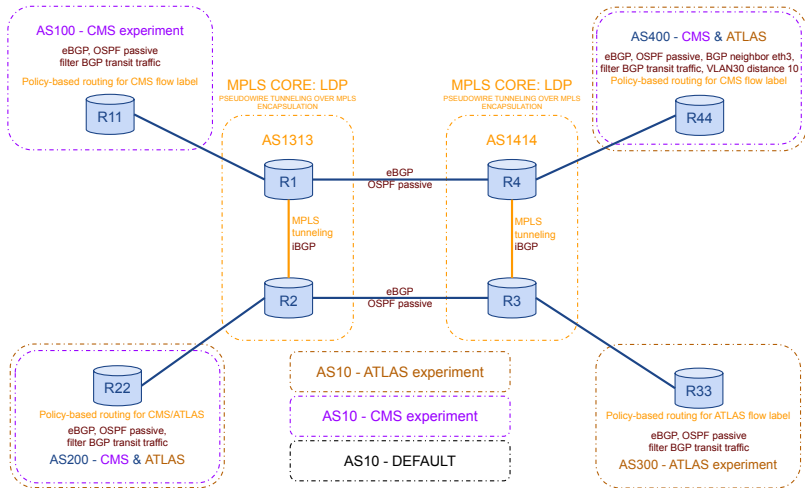 AS100 - CMS experiment
eBGP, OSPF passive
filter BGP transit traffic
Policy-based routing for CMS flow label
R11
AS400 - CMS & ATLAS
eBGP, OSPF passive, BGP neighbor eth3,
filter BGP transit traffic, VLAN30 distance 10
Policy-based routing for CMS flow label
R44
MPLS CORE: LDP
PSEUDOWIRE TUNNELING OVER MPLS
ENCAPSULATION
AS1313
R1
MPLS CORE: LDP
PSEUDOWIRE TUNNELING OVER MPLS
ENCAPSULATION
AS1414
R4
eBGP
OSPF passive
MPLS
tunneling
iBGP
MPLS
tunneling
iBGP
R2
eBGP
OSPF passive
R3
R22
Policy-based routing for CMS/ATLAS
eBGP, OSPF passive,
filter BGP transit traffic
AS200 - CMS & ATLAS
AS10 - ATLAS experiment
AS10 - CMS experiment
AS10 - DEFAULT
R33
Policy-based routing for ATLAS flow label
eBGP, OSPF passive
filter BGP transit traffic
AS300 - ATLAS experiment